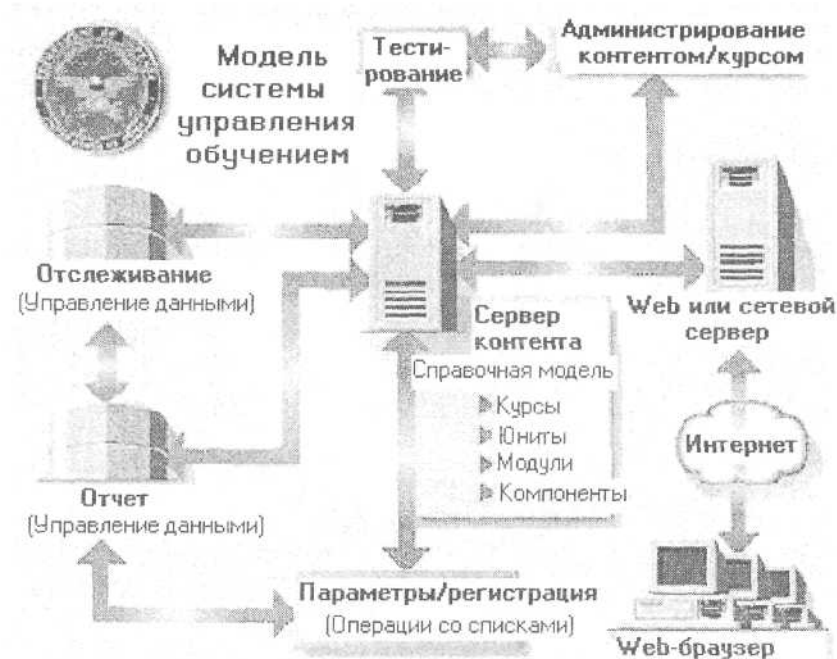 Модель
системы
управления
обучением
Тести-
рование
Администрирование
контентом/курсом
Отслеживание
(Управление данными)
Сервер
контента
Справочная модель
Курсы
Юниты
Модули
Компоненты
Web или сетевой
сервер
Интернет
Отчет
(Управление данными)
Параметры/регистрация
(Операции со списками)
Web-браузер